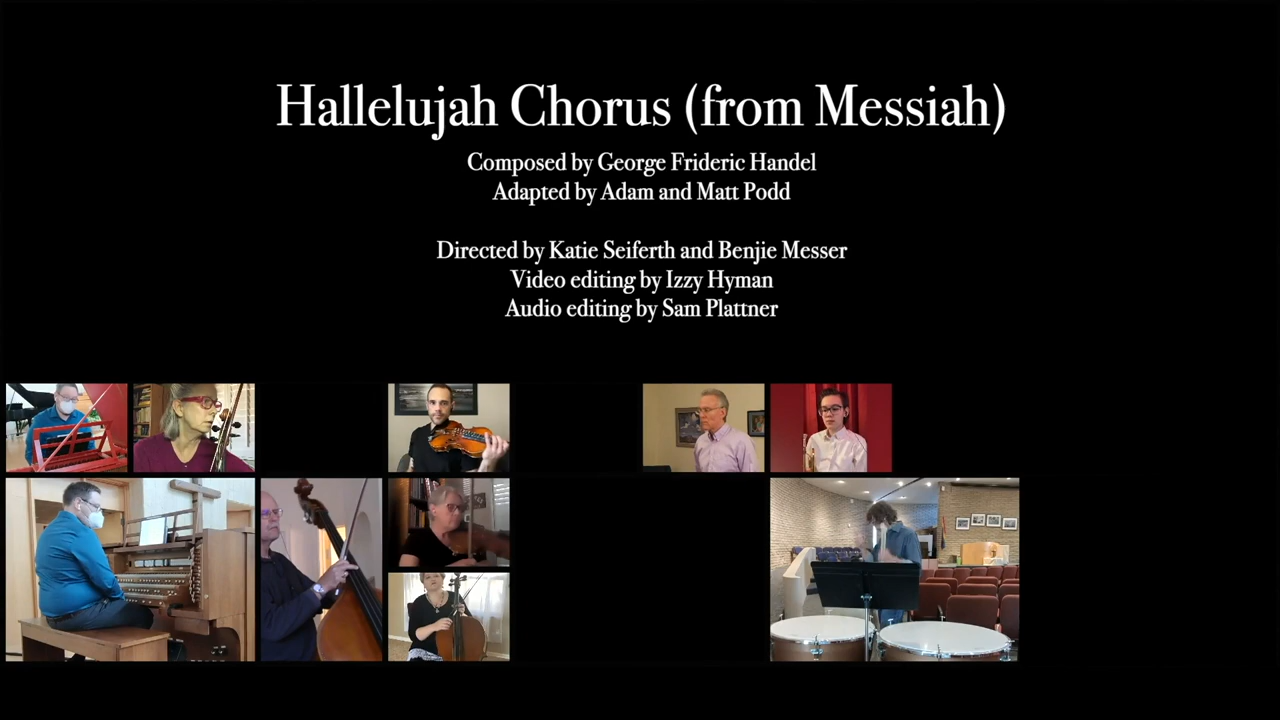 Hallelujah Chorus (from Messiah)
Composed by George Frideric Handel
Adapted by Adam and Matt Podd
Directed by Katie Seiferth and Benjie Messer
Video editing by Izzy Hyman
Audio editing by Sam Plattner